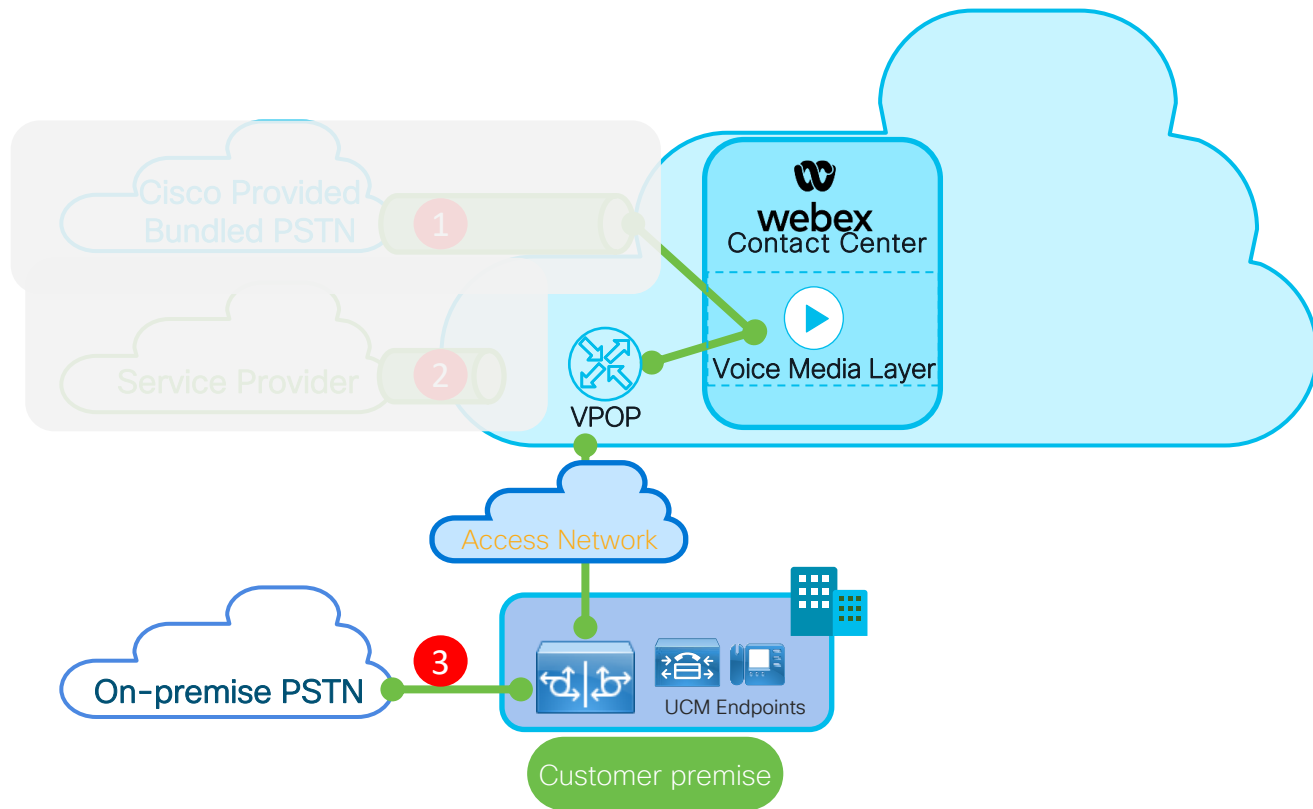 webex
Contact Center
Cisco Provided
Bundled PSTN
1
Voice Media Layer
Service Provider
2
VPOP
Access Network
On-premise PSTN
3
UCM Endpoints
Customer premise